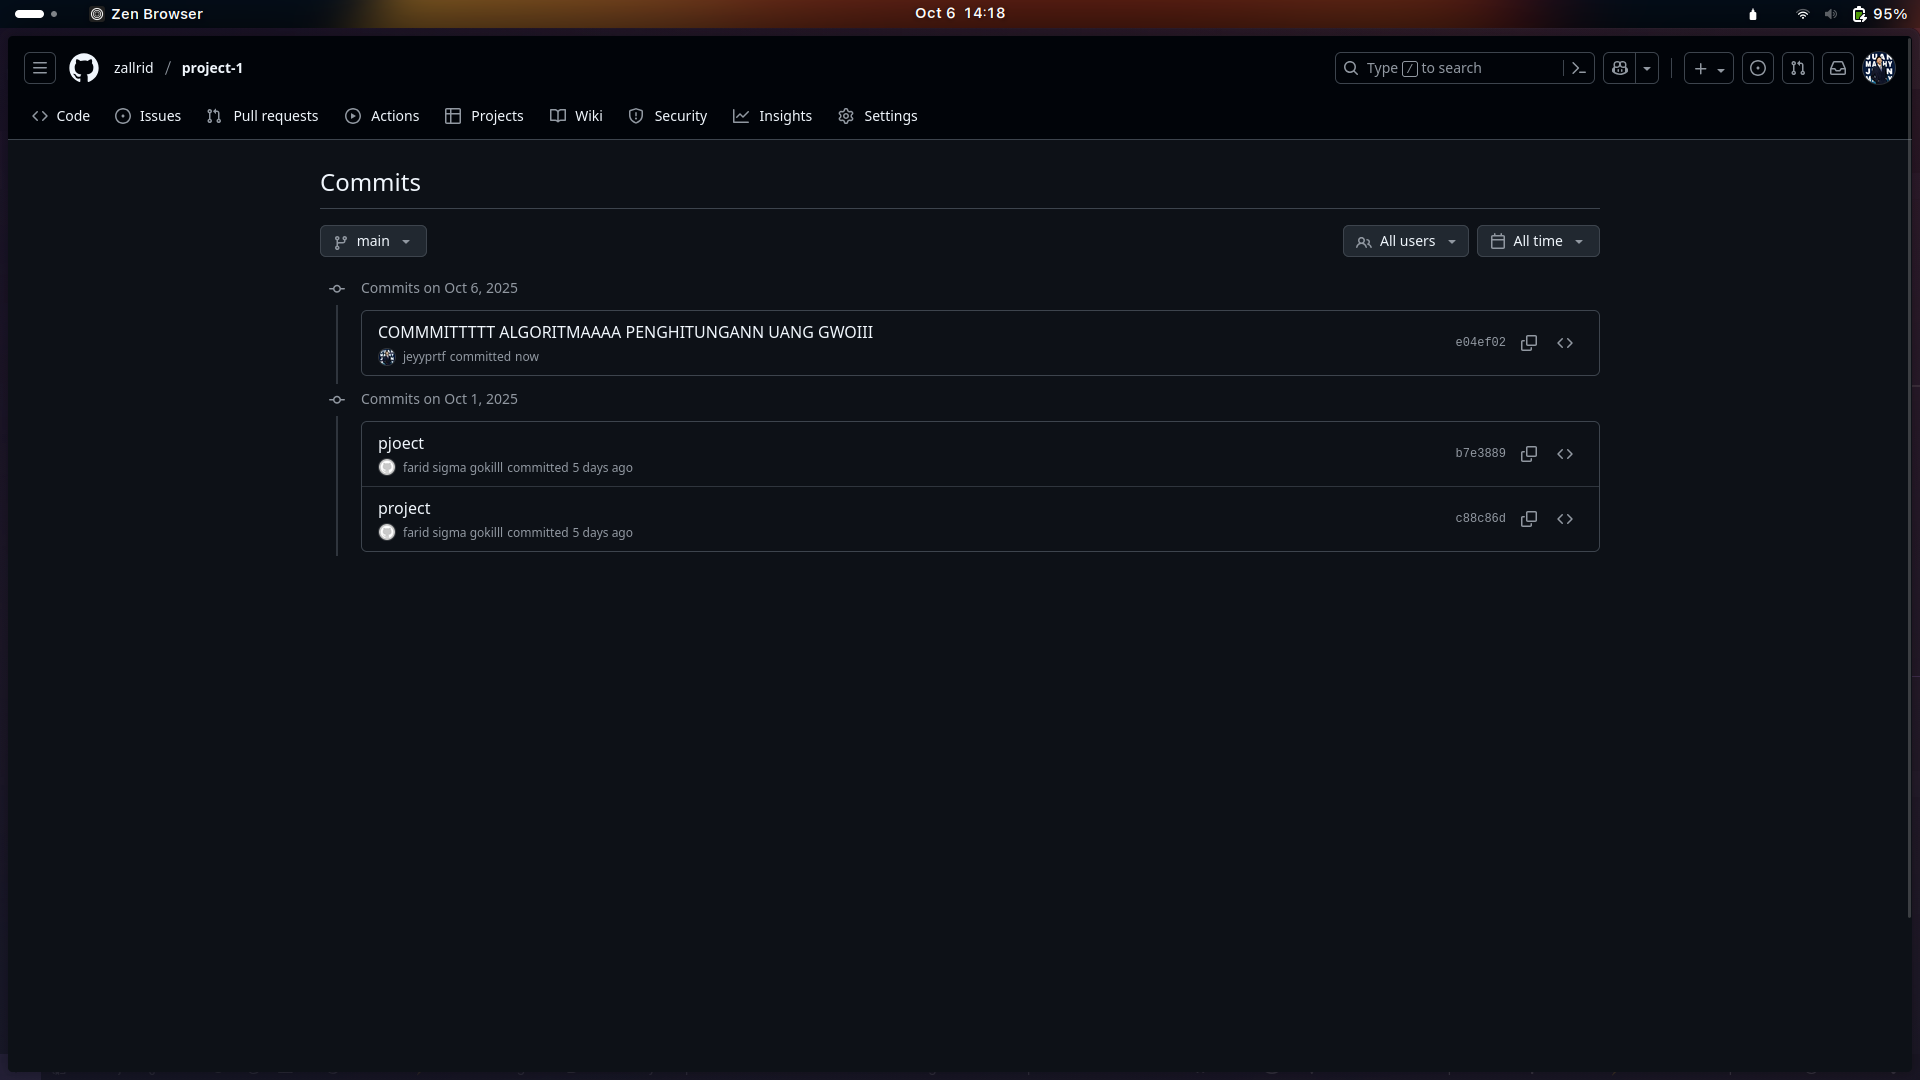 Zen Browser
Oct 6 14:18
95%
zallrid / project-1
Type / to search
Code
Issues
Pull requests
Actions
Projects
Wiki
Security
Insights
Settings
Commits
main
All users
All time
Commits on Oct 6, 2025
COMMMITTTTT ALGORITMAAAA PENGHITUNGANN UANG GWOIII
e04ef02
jeyyprtf committed now
Commits on Oct 1, 2025
pjoect
b7e3889
farid sigma gokilll committed 5 days ago
project
c88c86d
farid sigma gokilll committed 5 days ago